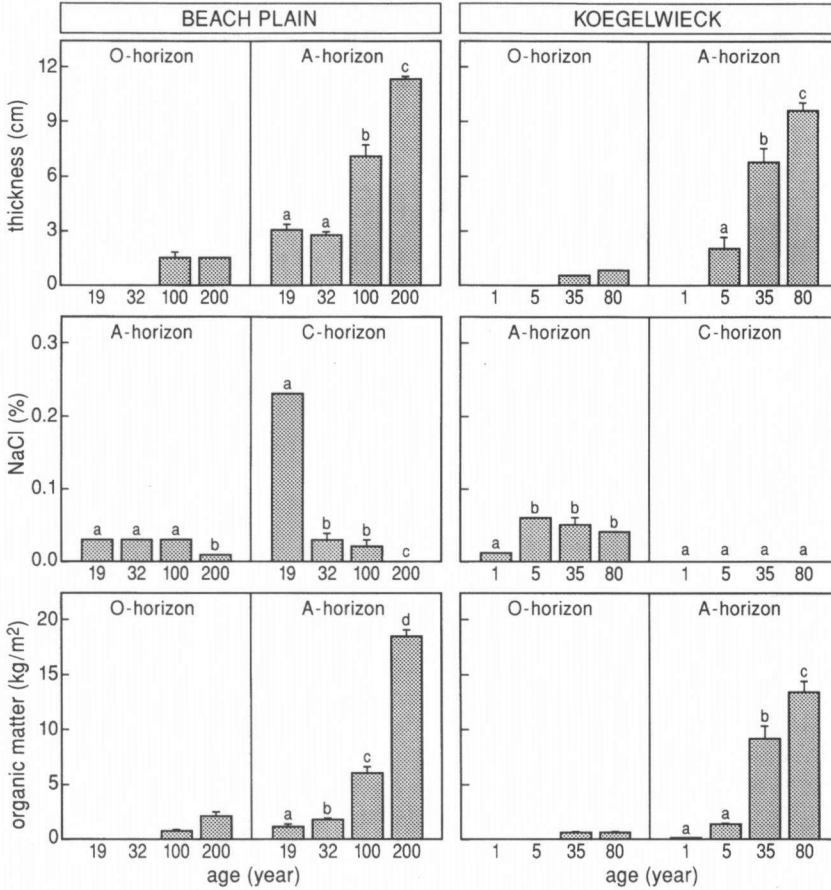 BEACH PLAIN KOEGELWIECK
O-horizon A-horizon O-horizon A-horizon
thickness (cm)
12
9
6
3
0
a a b c
a b c
19 32 100 200 19 32 100 200 1 5 35 80 1 5 35 80
A-horizon C-horizon A-horizon C-horizon
NaCl (%)
0.3
0.2
0.1
0.0
a a a b
a b b c
a b b b
a a a a
19 32 100 200 19 32 100 200 1 5 35 80 1 5 35 80
O-horizon A-horizon O-horizon A-horizon
organic matter (kg/m2)
20
15
10
5
0
a b c d
a a b c
19 32 100 200 19 32 100 200 1 5 35 80 1 5 35 80
age (year) age (year)